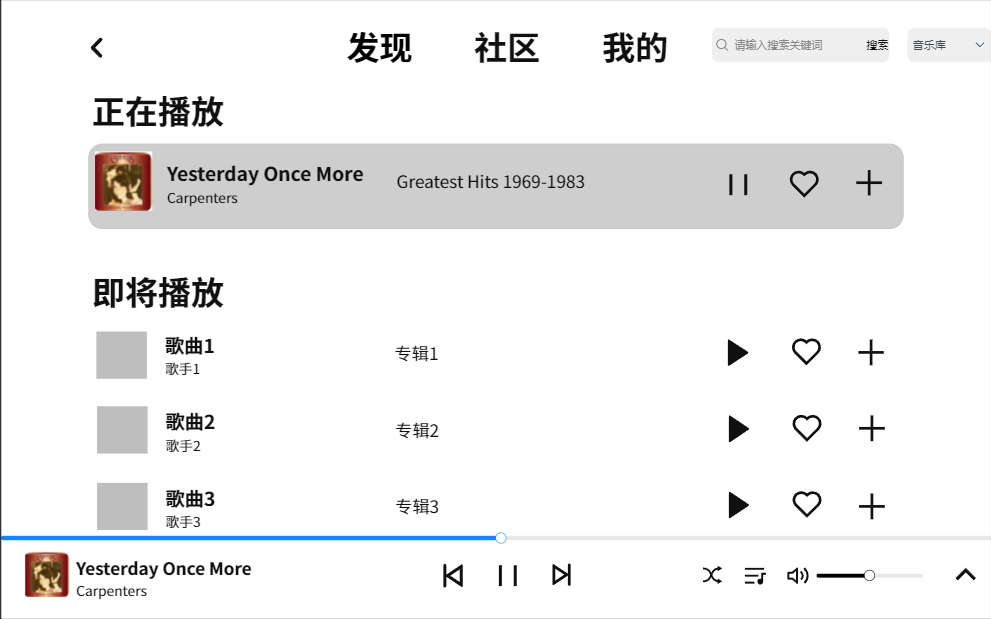 发现 社区 我的 请输入搜索关键词 搜索 音乐库
正在播放
Yesterday Once More
Carpenters
Greatest Hits 1969-1983
即将播放
歌曲1
歌手1
专辑1
歌曲2
歌手2
专辑2
歌曲3
歌手3
专辑3
Yesterday Once More
Carpenters